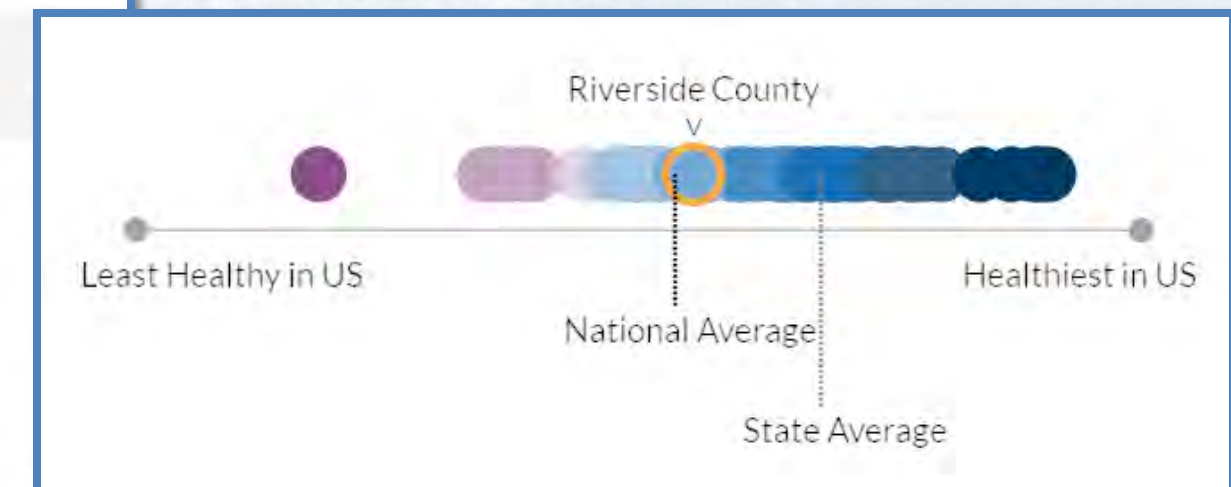 Riverside County
Least Healthy in US
Healthiest in US
National Average
State Average